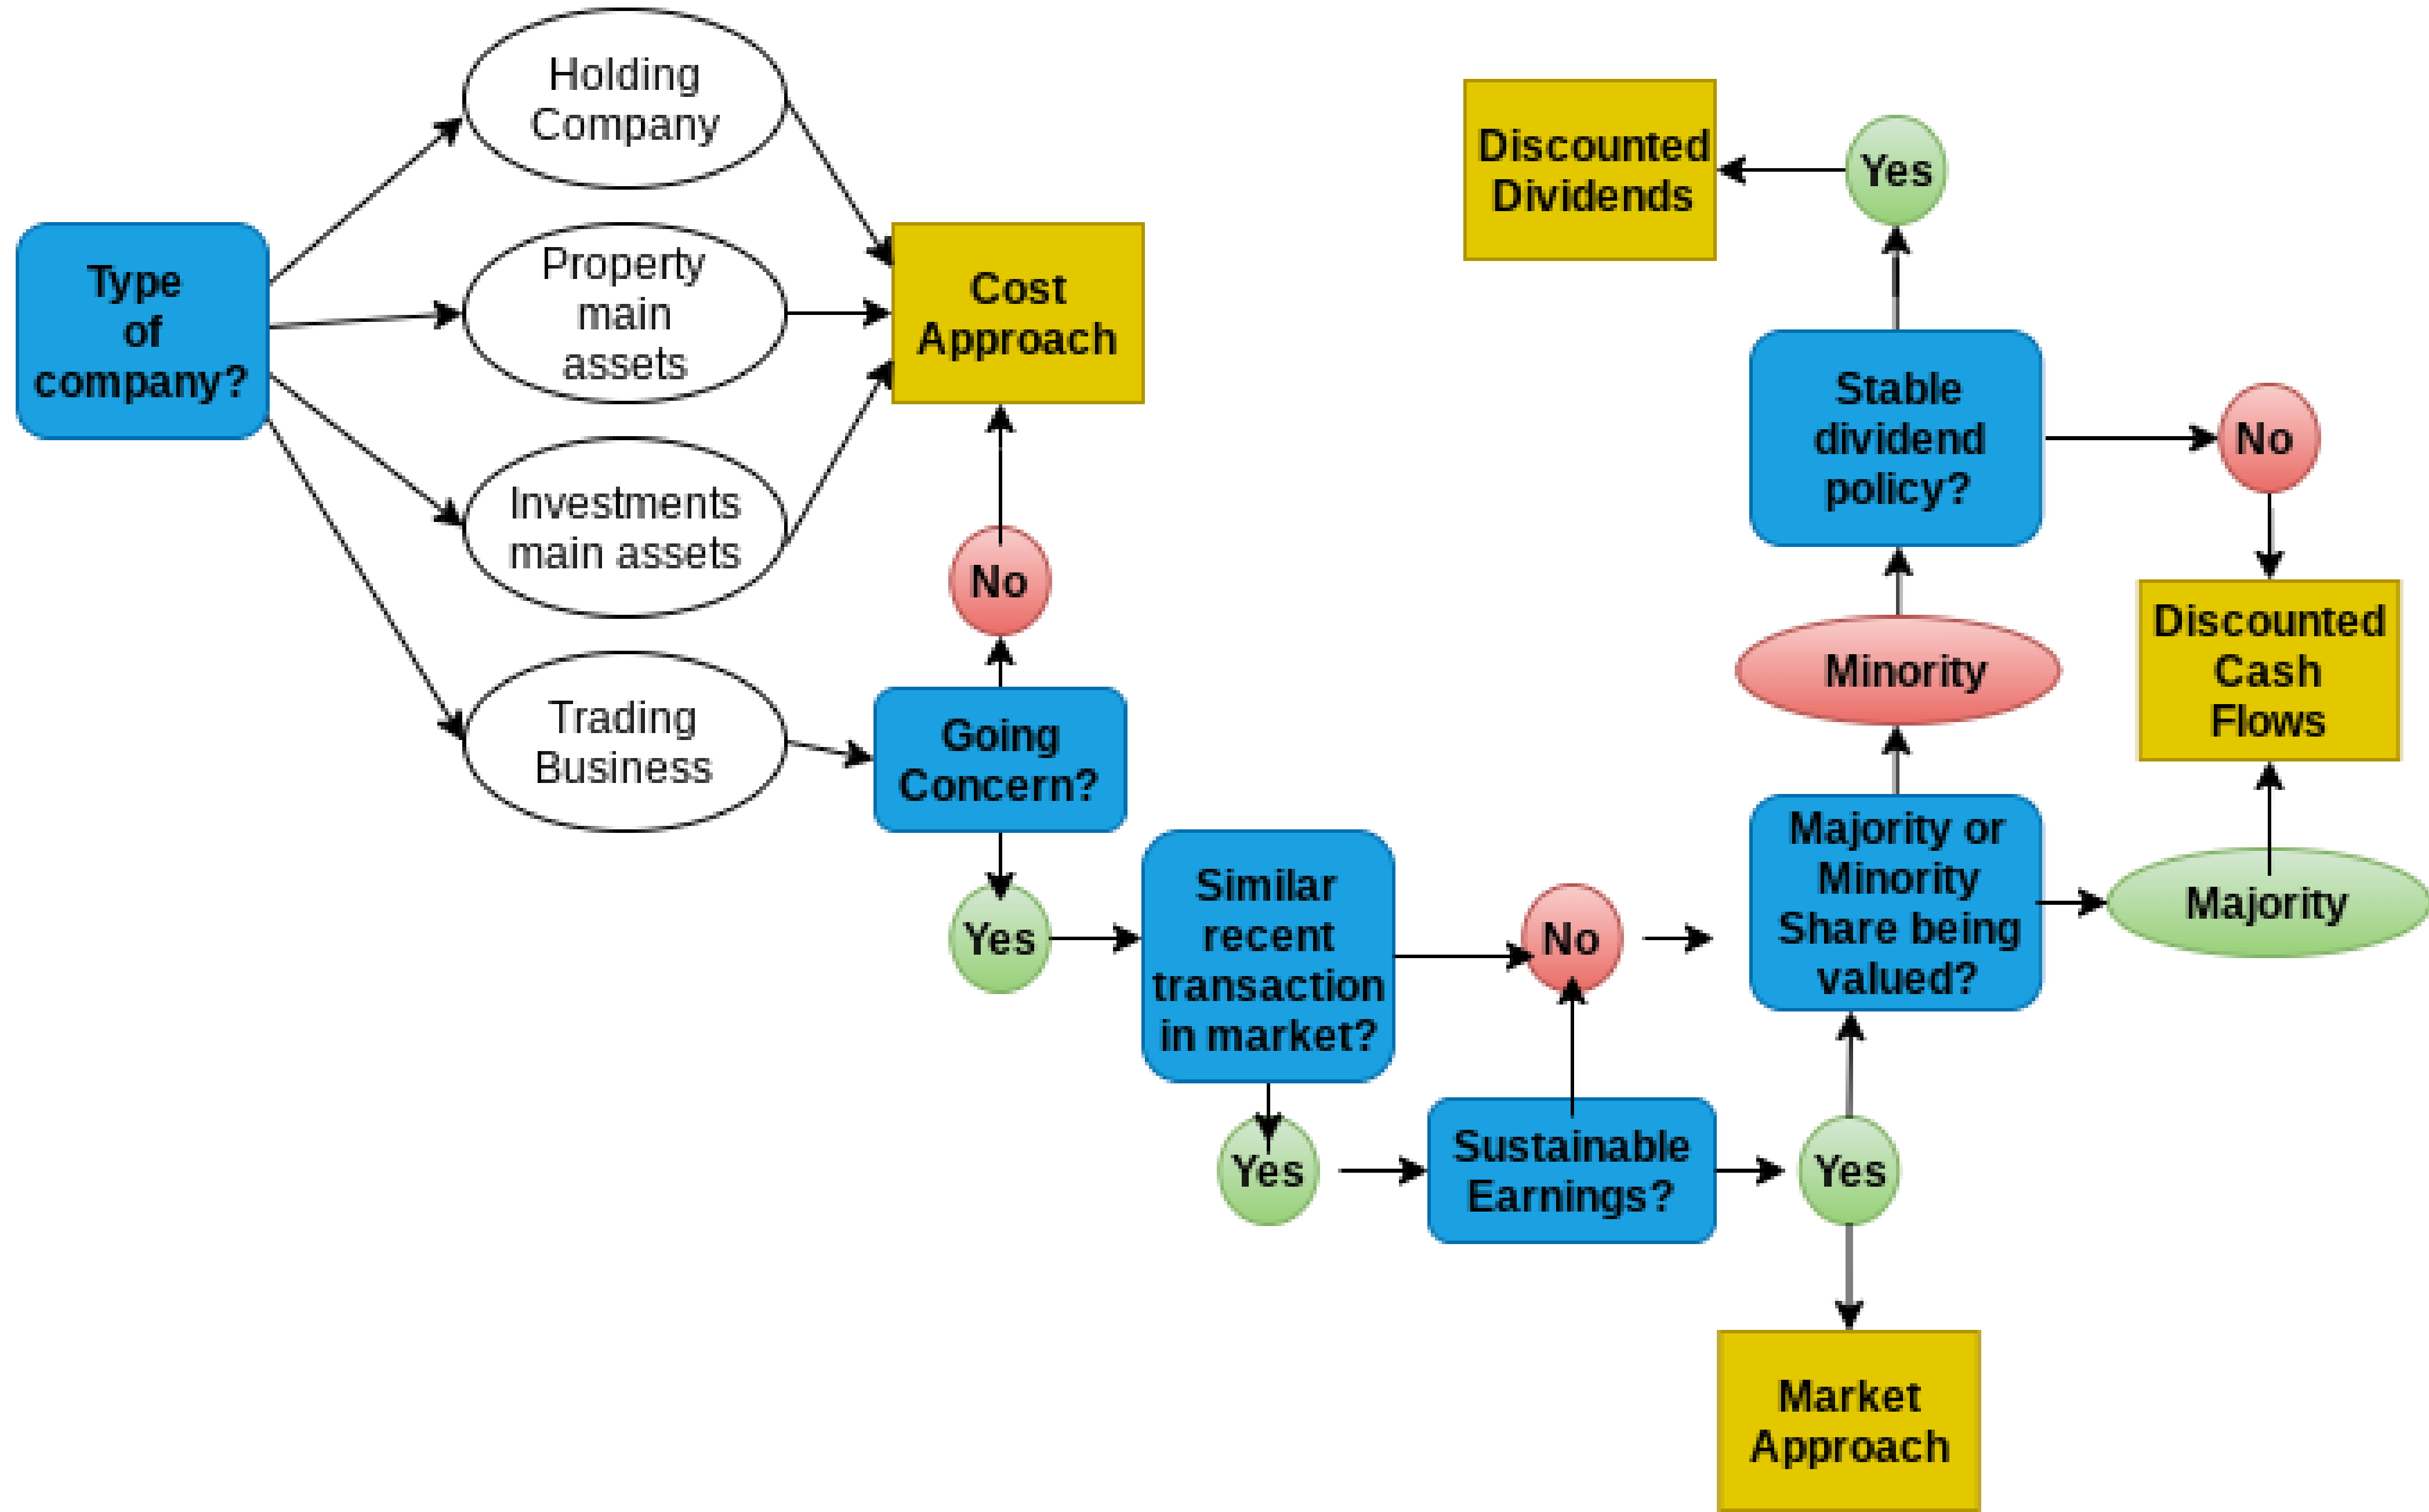 Holding
Company
Type
of
company?
Property
main
assets
Cost
Approach
Investments
main assets
No
Trading
Business
Going
Concern?
Yes
Similar
recent
transaction
in market?
No
Yes
Sustainable
Earnings?
Yes
Market
Approach
Majority or
Minority
Share being
valued?
Majority
Minority
Discounted
Cash
Flows
Stable
dividend
policy?
No
Yes
Discounted
Dividends